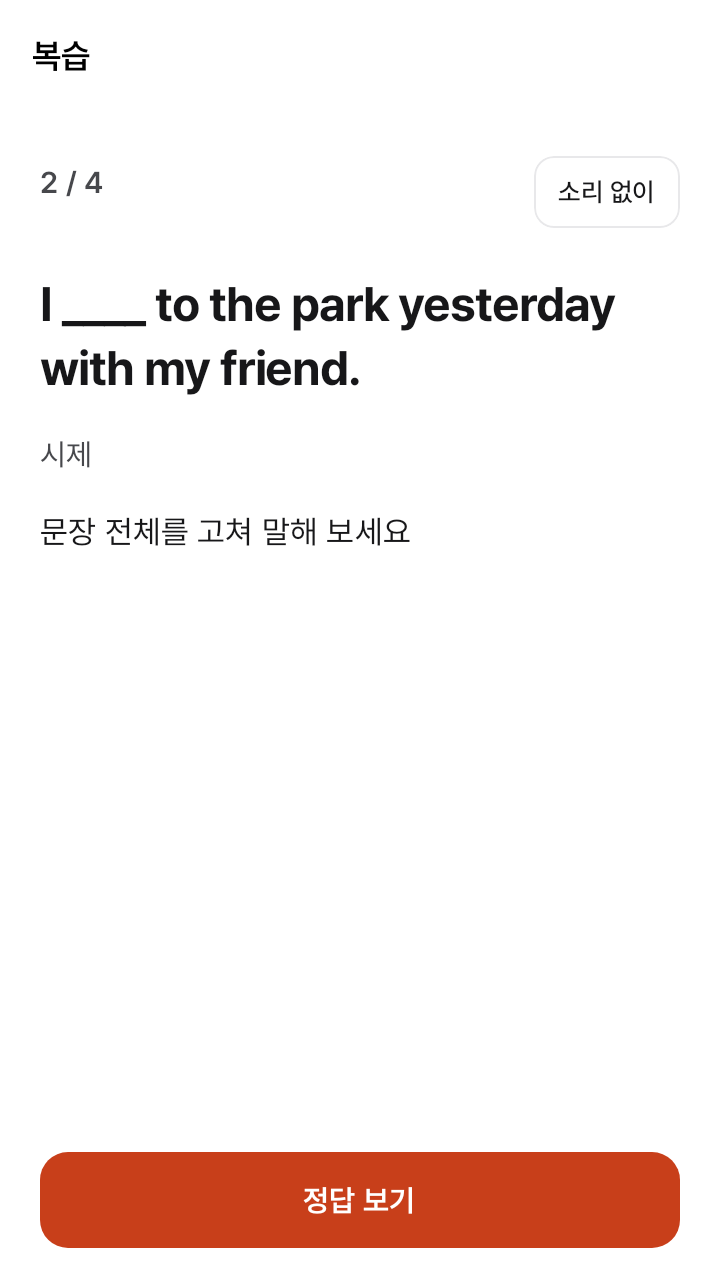 복습
2 / 4
소리 없이
I ____ to the park yesterday
with my friend.
시제
문장 전체를 고쳐 말해 보세요
정답 보기